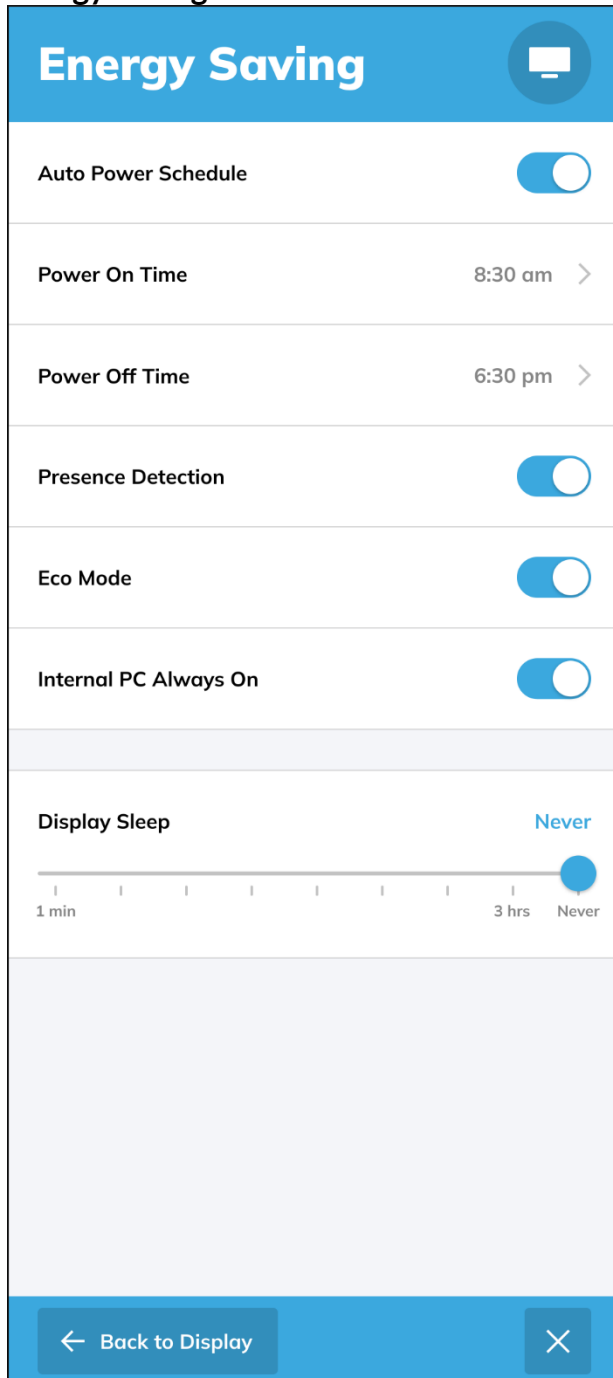 Energy Saving
Auto Power Schedule
Power On Time 8:30 am
Power Off Time 6:30 pm
Presence Detection
Eco Mode
Internal PC Always On
Display Sleep Never
1 min 3 hrs Never
Back to Display